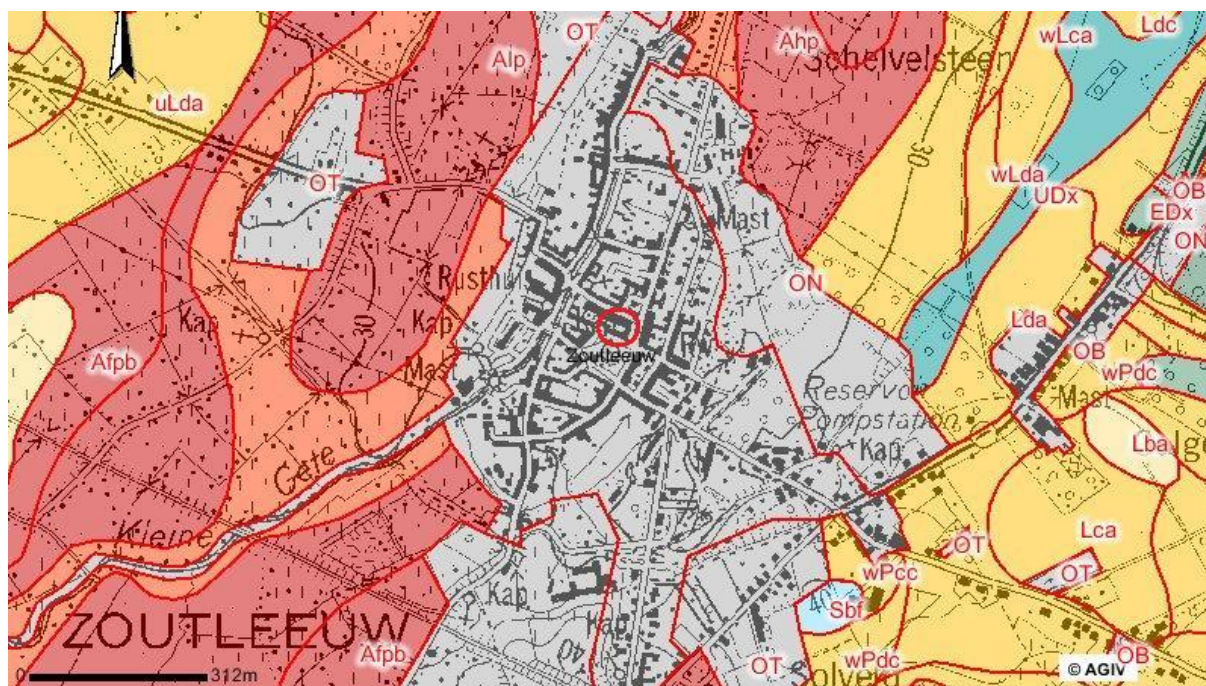 OT
Ahp
wLca
Ldc
Schelvelsteen
Alp
uLda
30
OT
wLda
UDx
OB
EDx
ON
Mast
Rusthuis
ON
Kap
30
Kap
Lda
Zoutleeuw
OB
Afpb
Mast
wPdc
Reservoir
Pompstation
Mast
Kap
Lba
Gete
Kleine
Lca
OT
OT
wPcc
Kap
40
Sbf
ZOUTLEEUW
Kap
Afpb
40
OT
wPdc
OB
© AGIV
0
312m